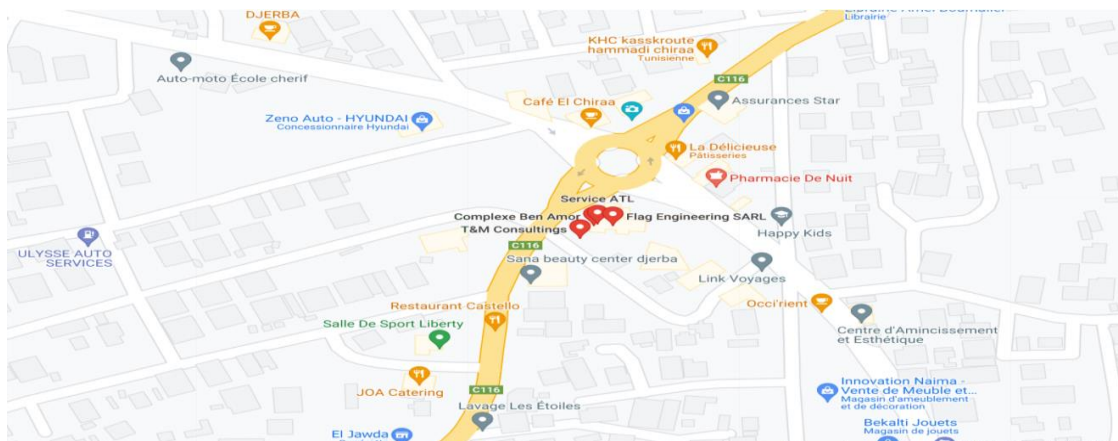 DJERBA
Librairie
KHC kasskroute
hammadi chiraa
Tunisienne
Auto-moto École cherif
C116
Café El Chiraa
Assurances Star
Zeno Auto - HYUNDAI
Concessionnaire Hyundai
La Délicieuse
Pâtisseries
Pharmacie De Nuit
Service ATL
Complexe Ben Amor
Flag Engineering SARL
T&M Consultings
Happy Kids
C116
ULYSSE AUTO
SERVICES
Sana beauty center djerba
Link Voyages
Restaurant Castello
Occi'rient
Salle De Sport Liberty
Centre d'Amincissement
et Esthétique
JOA Catering
C116
Innovation Naima -
Vente de Meuble et...
Magasin d'ameublement
et de décoration
Lavage Les Étoiles
El Jawda
Bekalti Jouets
Magasin de jouets